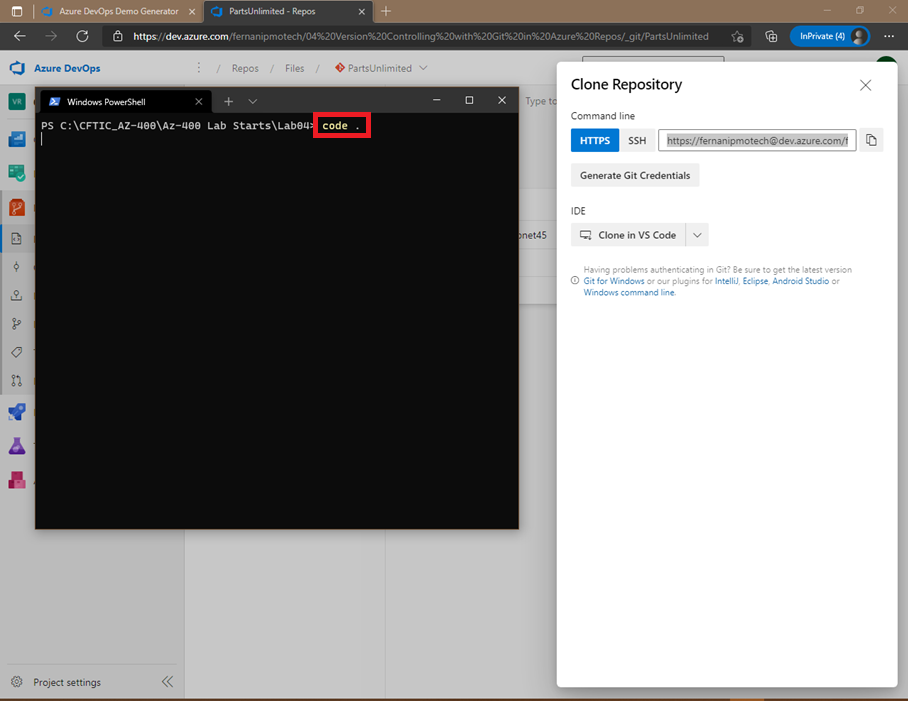 Azure DevOps Demo Generator
PartsUnlimited - Repos
https://dev.azure.com/fernanipmotech/04%20Version%20Controlling%20with%20Git%20in%20Azure%20Repos/_git/PartsUnlimited
InPrivate (4)
Azure DevOps / Repos / Files / PartsUnlimited
VR
Type to
onet45
Windows PowerShell
PS C:\CFTIC_AZ-400\Az-400 Lab Starts\Lab04> code .
Project settings
Clone Repository
Command line
HTTPS SSH https://fernanipmotech@dev.azure.com/f
Generate Git Credentials
IDE
Clone in VS Code
Having problems authenticating in Git? Be sure to get the latest version
Git for Windows or our plugins for IntelliJ, Eclipse, Android Studio or
Windows command line.